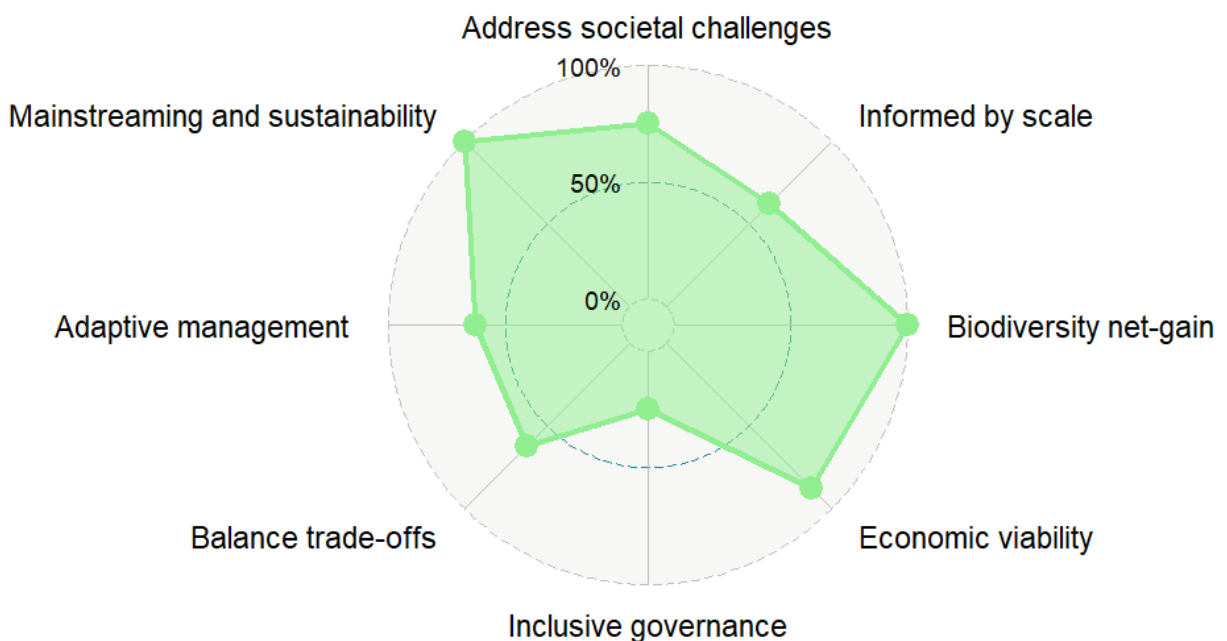 Address societal challenges
100%
Mainstreaming and sustainability
Informed by scale
50%
0%
Adaptive management
Biodiversity net-gain
Balance trade-offs
Economic viability
Inclusive governance